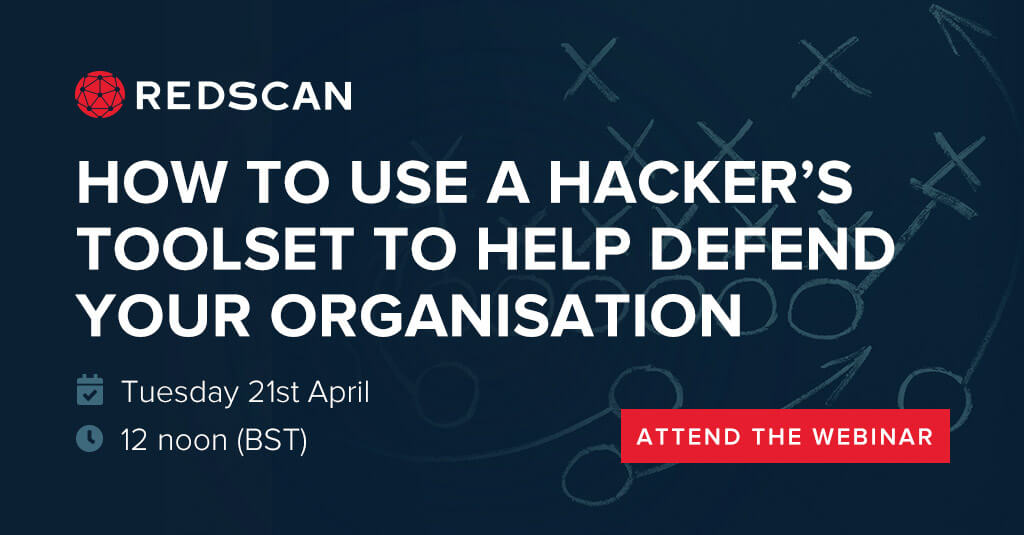 REDSCAN
HOW TO USE A HACKER’S
TOOLSET TO HELP DEFEND
YOUR ORGANISATION
Tuesday 21st April
12 noon (BST)
ATTEND THE WEBINAR